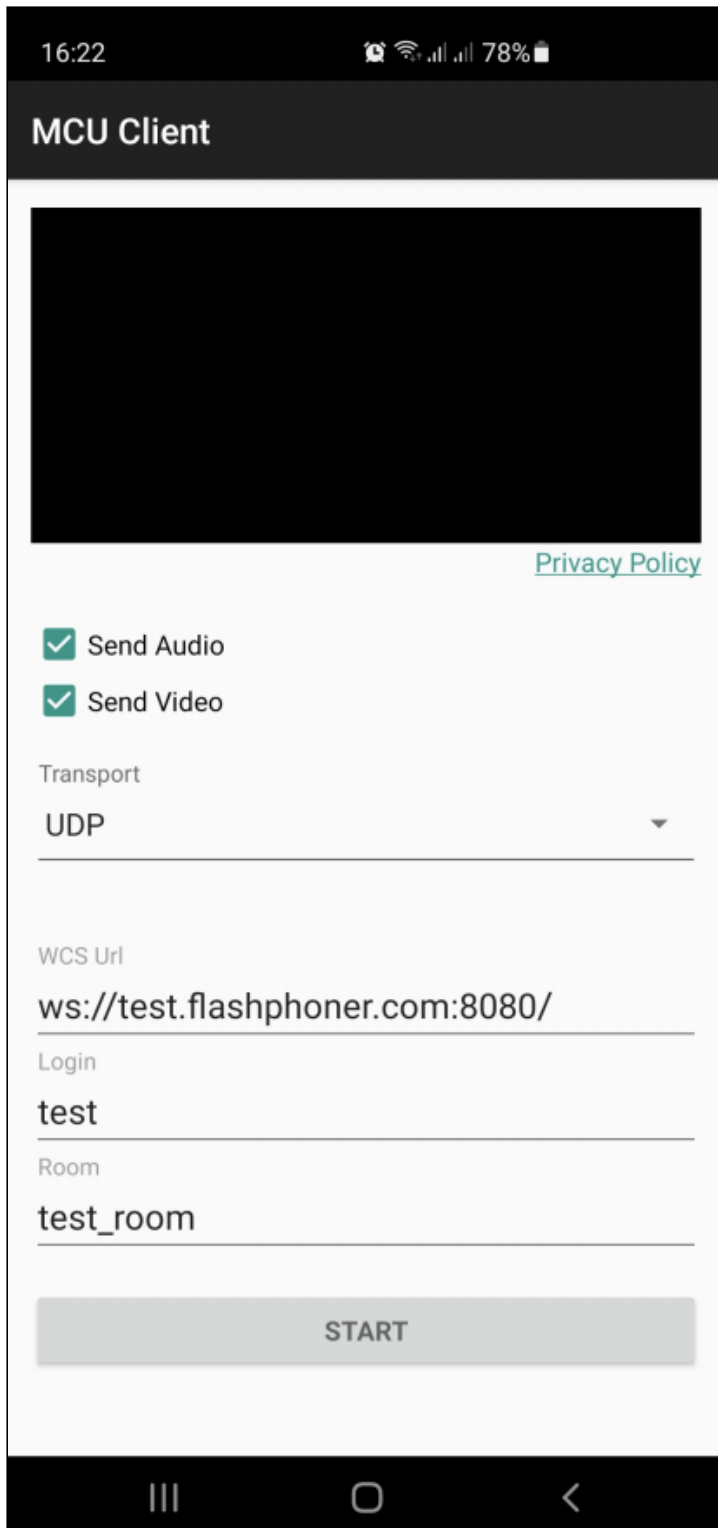 16:22 78%
MCU Client
Privacy Policy
Send Audio
Send Video
Transport
UDP
WCS Url
ws://test.flashphoner.com:8080/
Login
test
Room
test_room
START